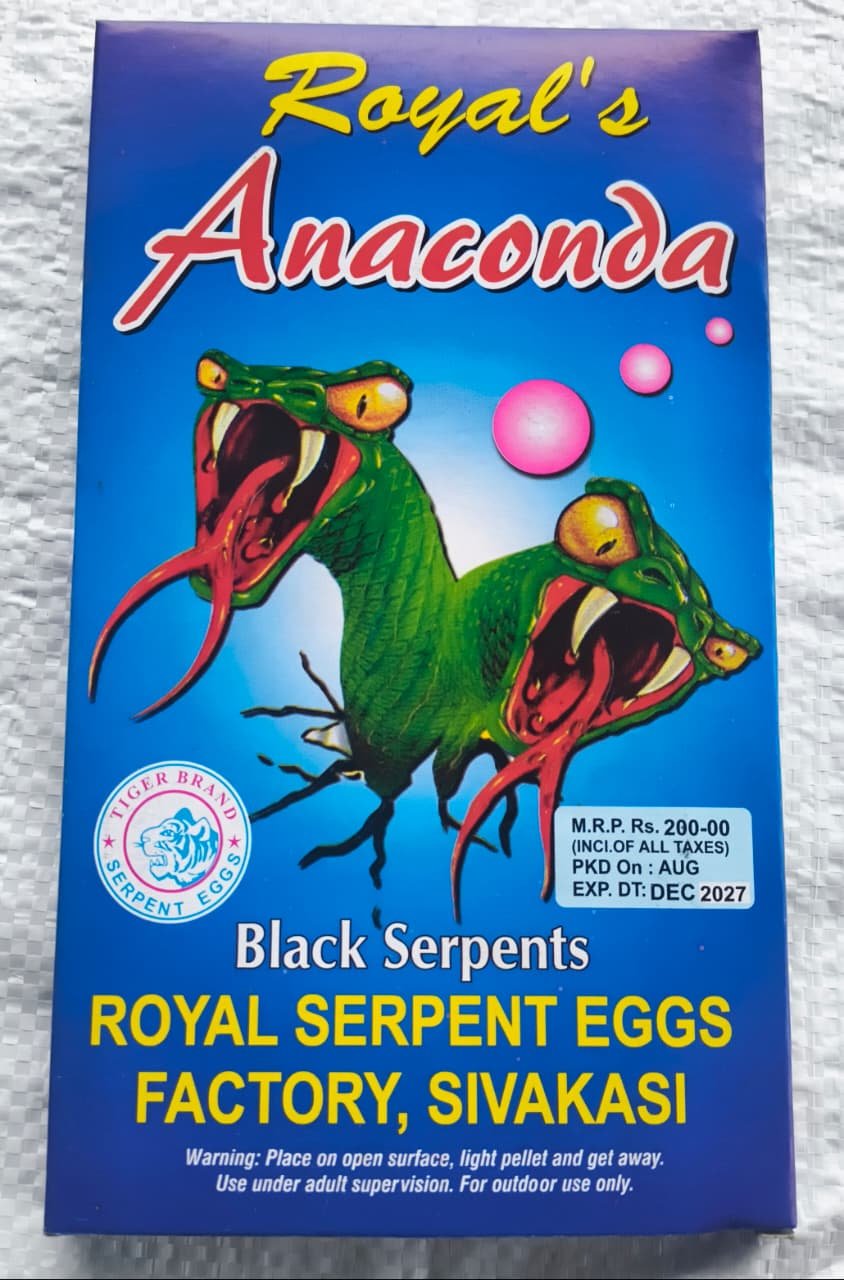 Royal's
Anaconda
TIGER BRAND
SERPENT EGGS
M.R.P. Rs. 200-00
(INCl.OF ALL TAXES)
PKD On : AUG
EXP. DT: DEC 2027
Black Serpents
ROYAL SERPENT EGGS
FACTORY, SIVAKASI
Warning: Place on open surface, light pellet and get away.
Use under adult supervision. For outdoor use only.